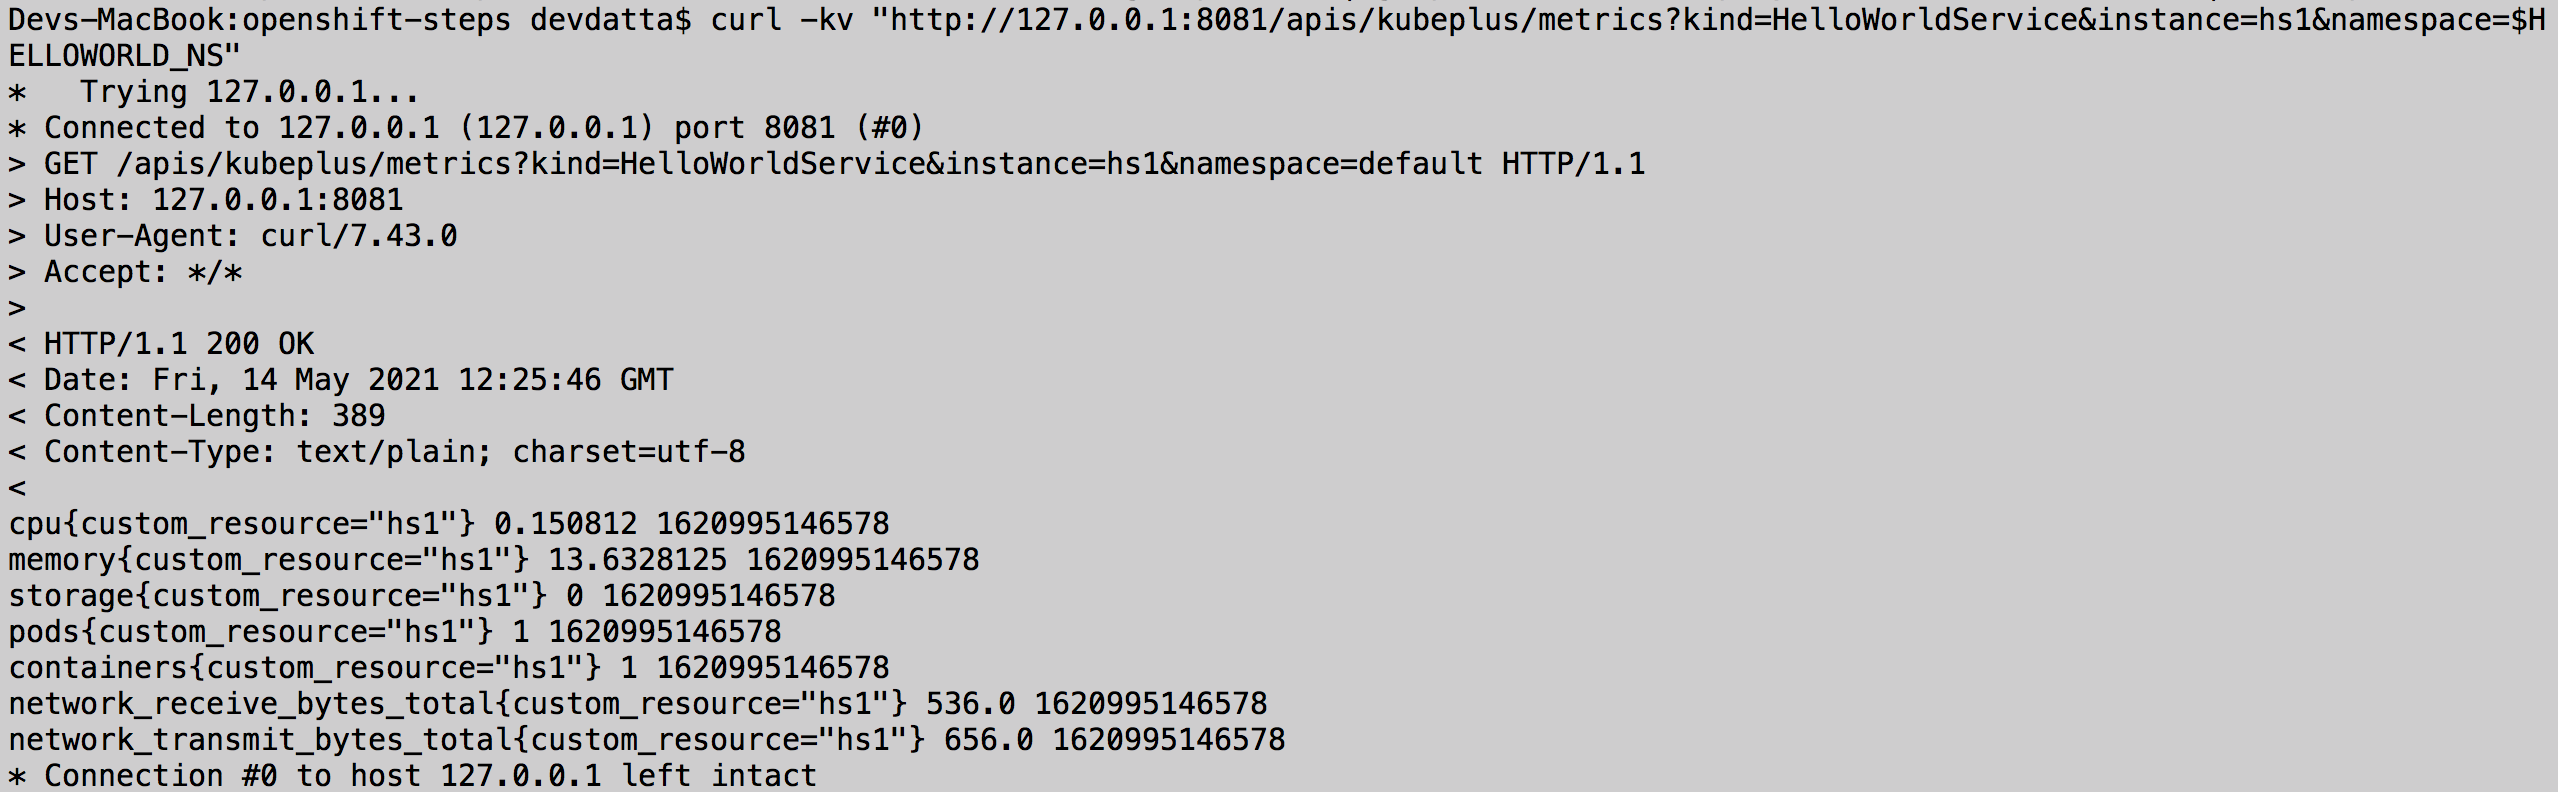 Devs-MacBook:openshift-steps devdatta$ curl -kv "http://127.0.0.1:8081/apis/kubeplus/metrics?kind=HelloWorldService&instance=hs1&namespace=$H
ELLOWORLD_NS"
*   Trying 127.0.0.1...
* Connected to 127.0.0.1 (127.0.0.1) port 8081 (#0)
> GET /apis/kubeplus/metrics?kind=HelloWorldService&instance=hs1&namespace=default HTTP/1.1
> Host: 127.0.0.1:8081
> User-Agent: curl/7.43.0
> Accept: */*
>
< HTTP/1.1 200 OK
< Date: Fri, 14 May 2021 12:25:46 GMT
< Content-Length: 389
< Content-Type: text/plain; charset=utf-8
<
cpu{custom_resource="hs1"} 0.150812 1620995146578
memory{custom_resource="hs1"} 13.6328125 1620995146578
storage{custom_resource="hs1"} 0 1620995146578
pods{custom_resource="hs1"} 1 1620995146578
containers{custom_resource="hs1"} 1 1620995146578
network_receive_bytes_total{custom_resource="hs1"} 536.0 1620995146578
network_transmit_bytes_total{custom_resource="hs1"} 656.0 1620995146578
* Connection #0 to host 127.0.0.1 left intact